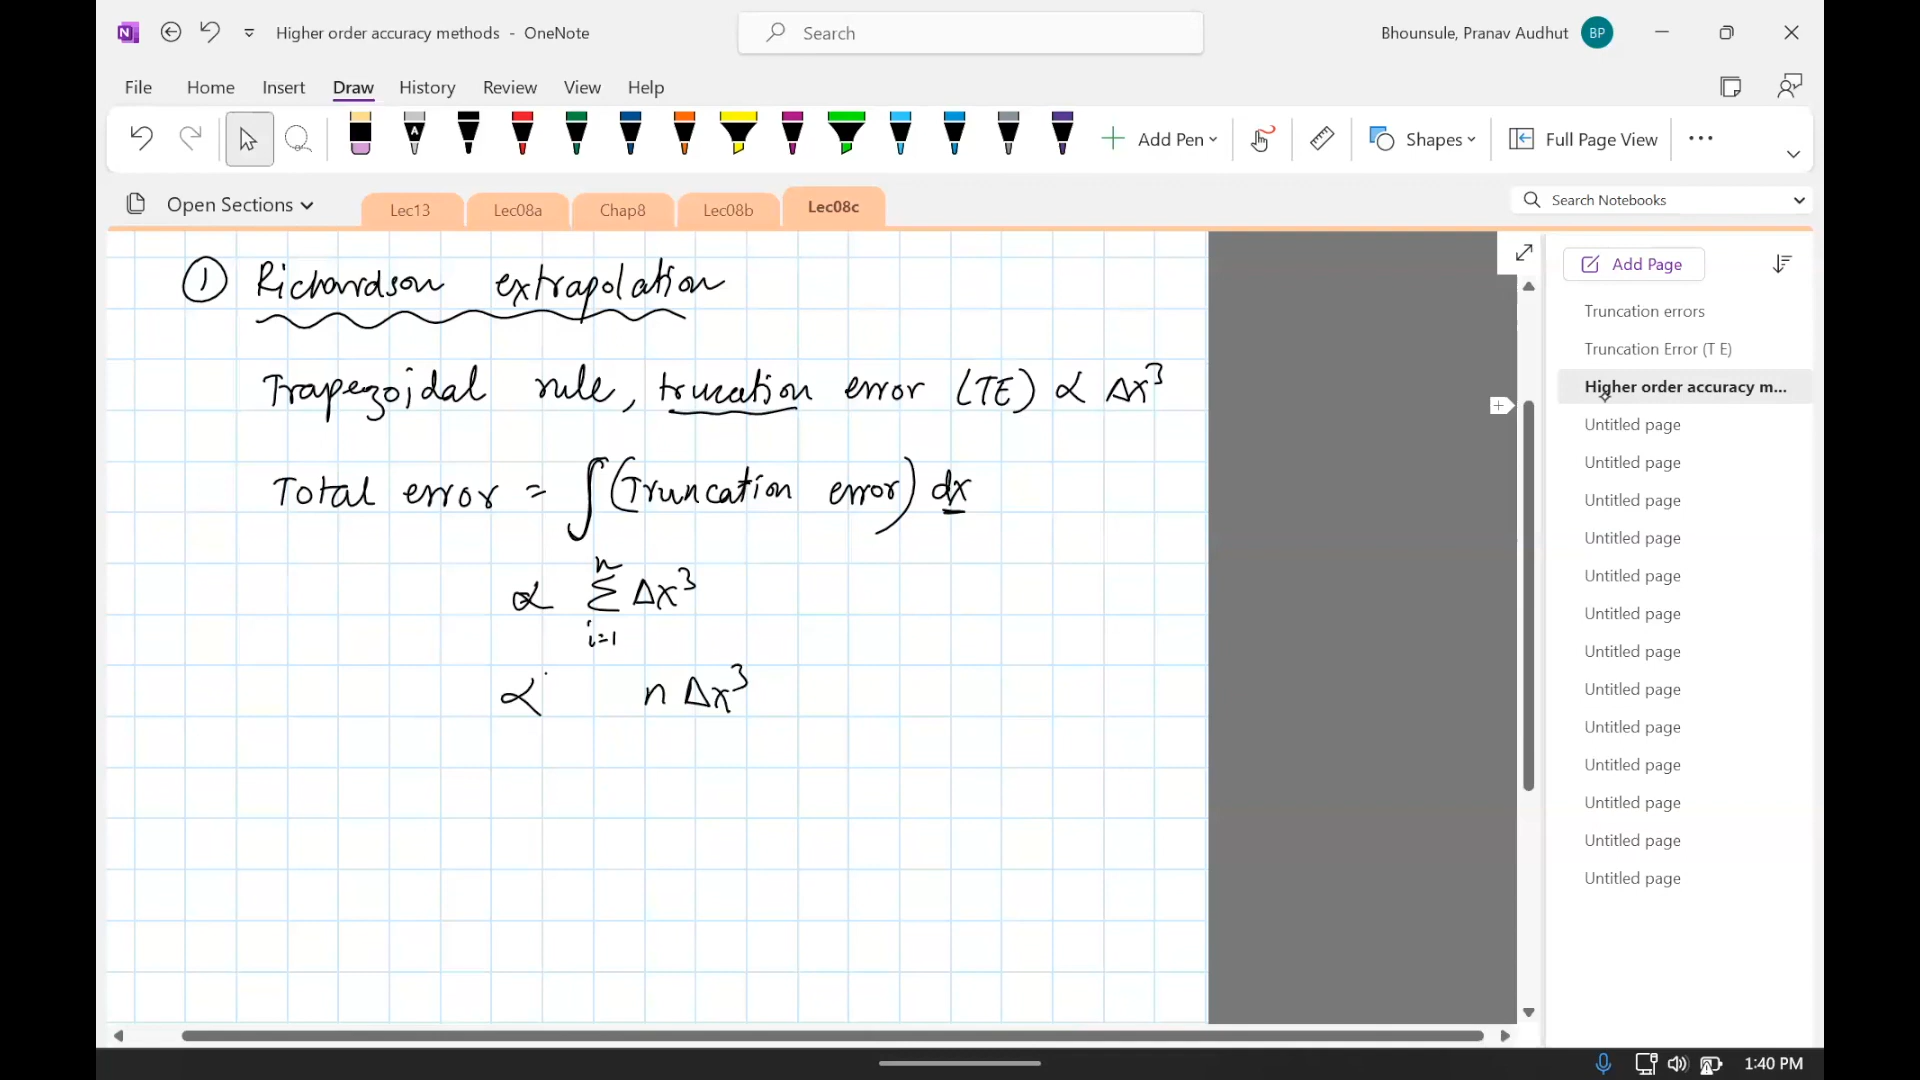 Higher order accuracy methods - OneNote
Search
Bhounsule, Pranav Audhut
BP
File Home Insert Draw History Review View Help
A
Add Pen
Shapes
Full Page View
Open Sections
Lec13
Lec08a
Chap8
Lec08b
Lec08c
Search Notebooks
① Richardson extrapolation
Trapezoidal rule, trucation error (TE) ∝ Δx³
Total error = ∫(Truncation error) dx
∝ n Σ i=1 Δx³
∝ n Δx³
Add Page
Truncation errors
Truncation Error (T E)
Higher order accuracy m...
Untitled page
Untitled page
Untitled page
Untitled page
Untitled page
Untitled page
Untitled page
Untitled page
Untitled page
Untitled page
Untitled page
Untitled page
Untitled page
1:40 PM